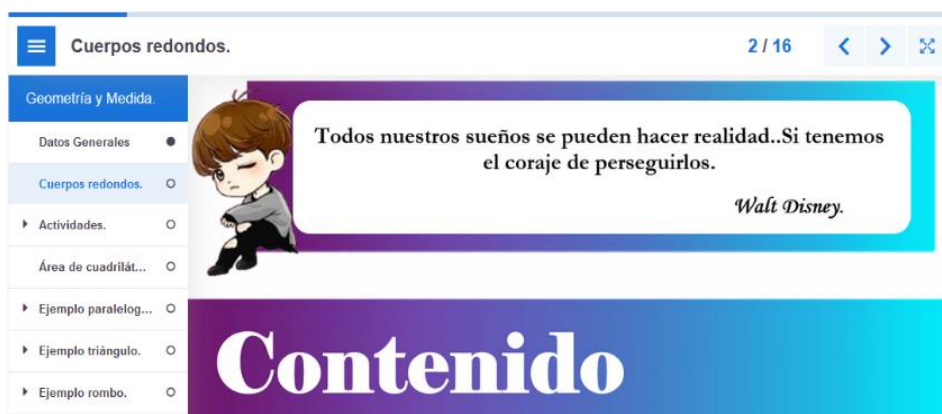 Cuerpos redondos.
2 / 16
Geometría y Medida.
Datos Generales
Cuerpos redondos.
Actividades.
Área de cuadrilát...
Ejemplo paralelog...
Ejemplo triángulo.
Ejemplo rombo.
Todos nuestros sueños se pueden hacer realidad..Si tenemos
el coraje de perseguirlos.
Walt Disney.
Contenido